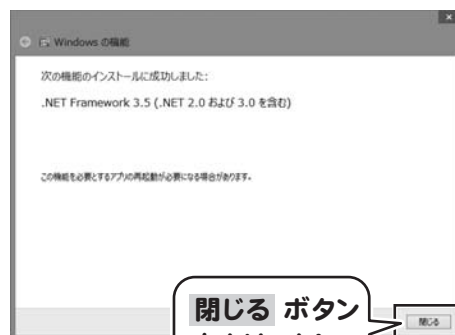 Windows の機能
次の機能のインストールに成功しました:
.NET Framework 3.5 (.NET 2.0 および 3.0 を含む)
この機能を必要とするアプリの再起動が必要になる場合があります。
閉じる ボタン
閉じる